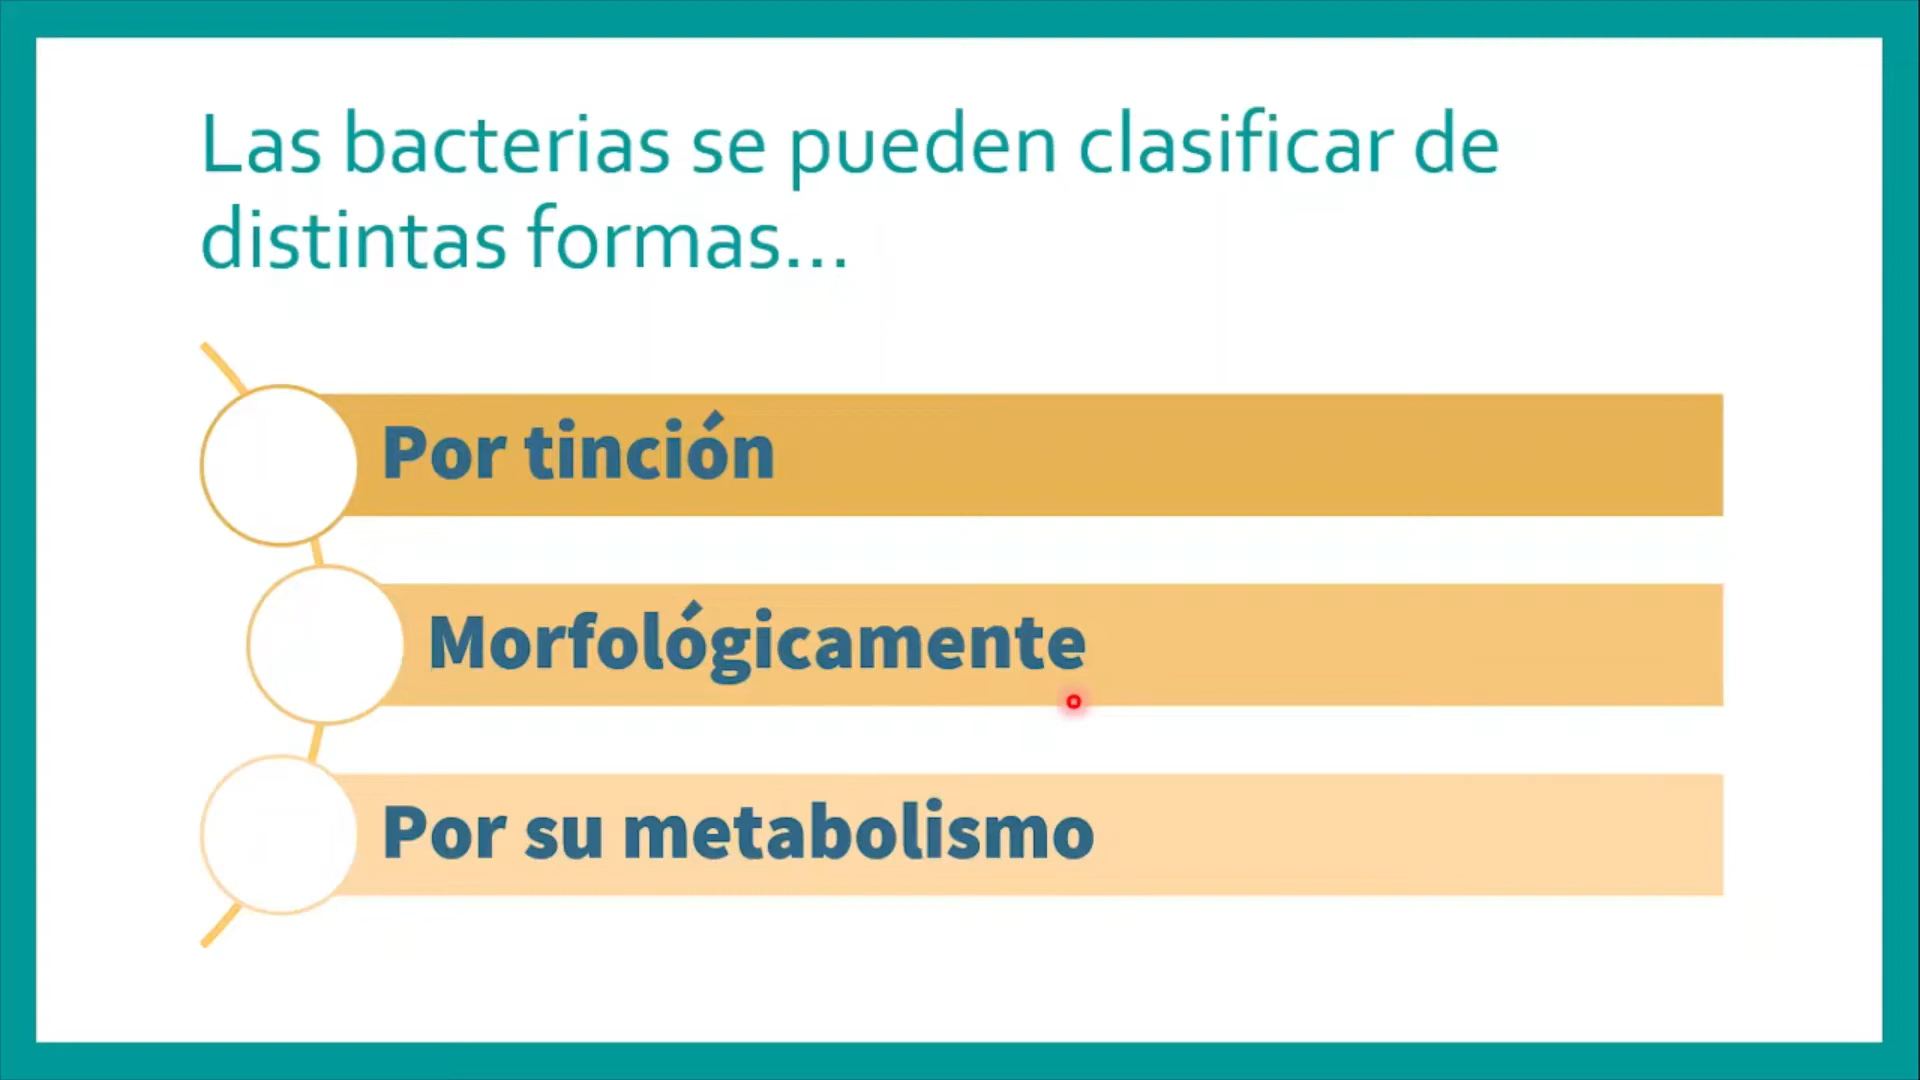 Las bacterias se pueden clasificar de
distintas formas...
Por tinción
Morfológicamente
Por su metabolismo